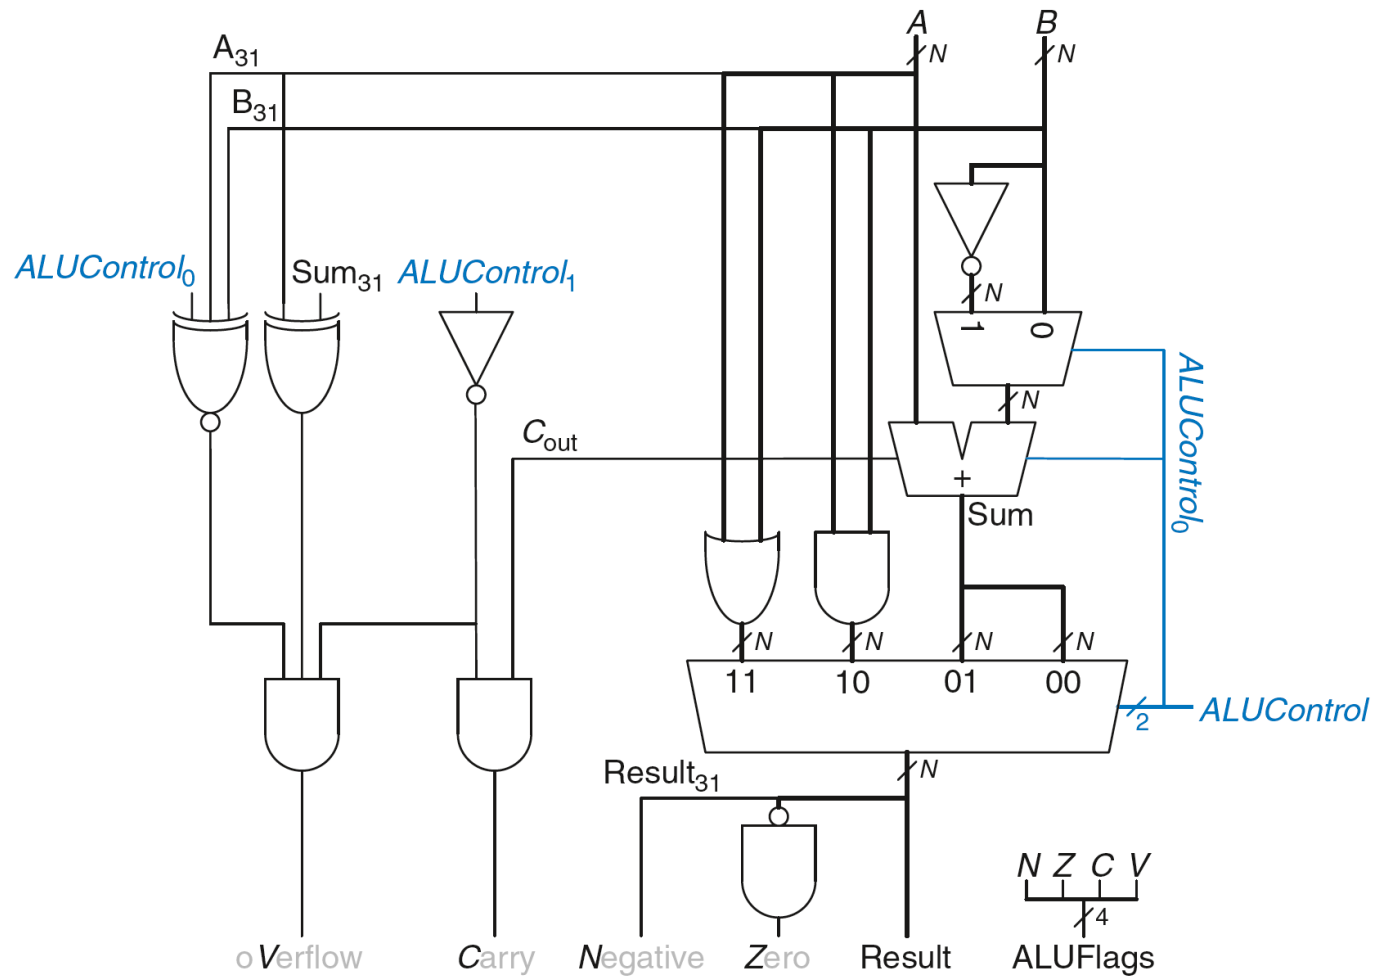 A B
A31 N N
B31
ALUControl0 Sum31 ALUControl1
N
1 0
ALUControl0
N
Cout
+
Sum
N N N N
11 10 01 00
2 ALUControl
Result31 N
N Z C V
4
oVerflow Carry Negative Zero Result ALUFlags